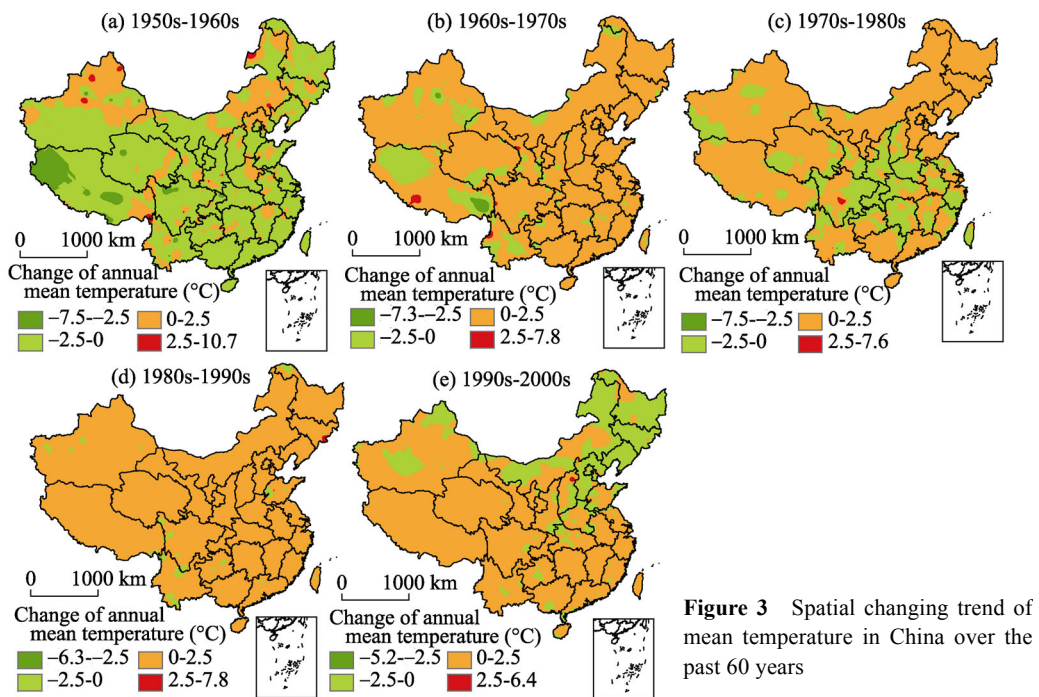 (a) 1950s-1960s
0 1000 km
Change of annual
mean temperature (°C)
−7.5-−2.5 0-2.5
−2.5-0 2.5-10.7
(b) 1960s-1970s
0 1000 km
Change of annual
mean temperature (°C)
−7.3-−2.5 0-2.5
−2.5-0 2.5-7.8
(c) 1970s-1980s
0 1000 km
Change of annual
mean temperature (°C)
−7.5-−2.5 0-2.5
−2.5-0 2.5-7.6
(d) 1980s-1990s
0 1000 km
Change of annual
mean temperature (°C)
−6.3-−2.5 0-2.5
−2.5-0 2.5-7.8
(e) 1990s-2000s
0 1000 km
Change of annual
mean temperature (°C)
−5.2-−2.5 0-2.5
−2.5-0 2.5-6.4
Figure 3 Spatial changing trend of
mean temperature in China over the
past 60 years